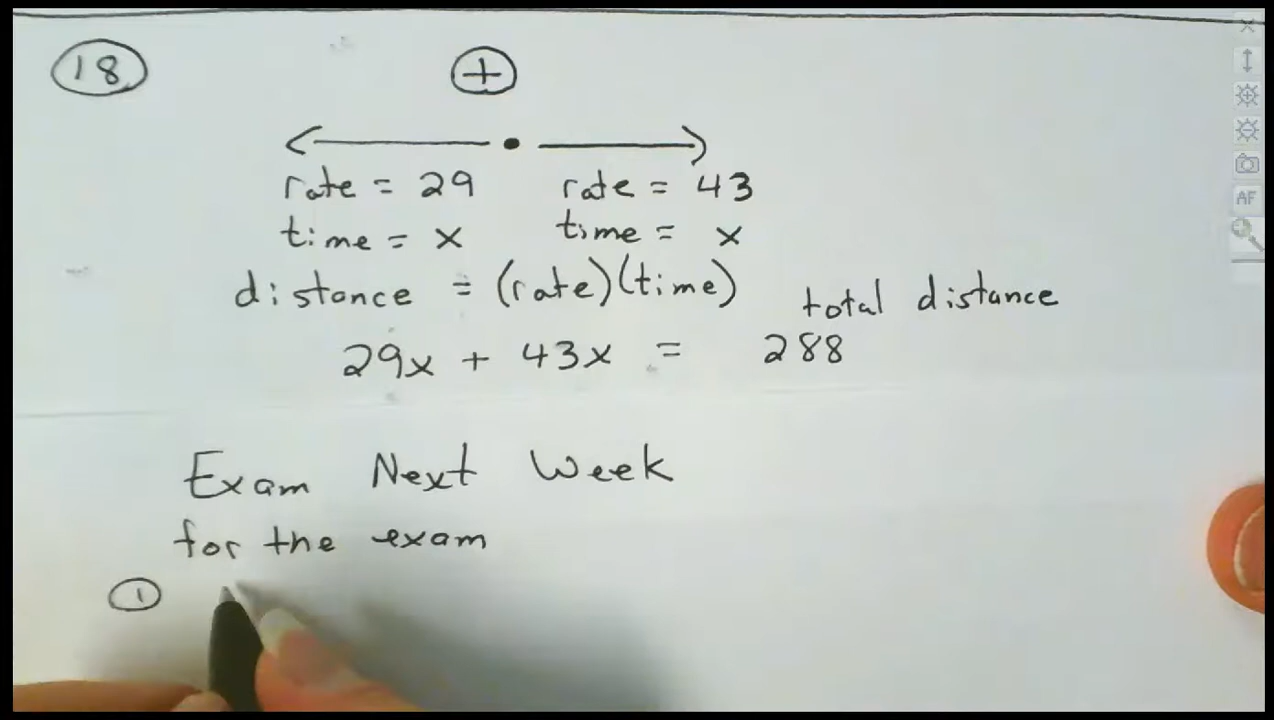 18 +
rate = 29 rate = 43
time = x time = x
distance = (rate)(time)
total distance
29x + 43x = 288
Exam Next Week
for the exam
1
AF